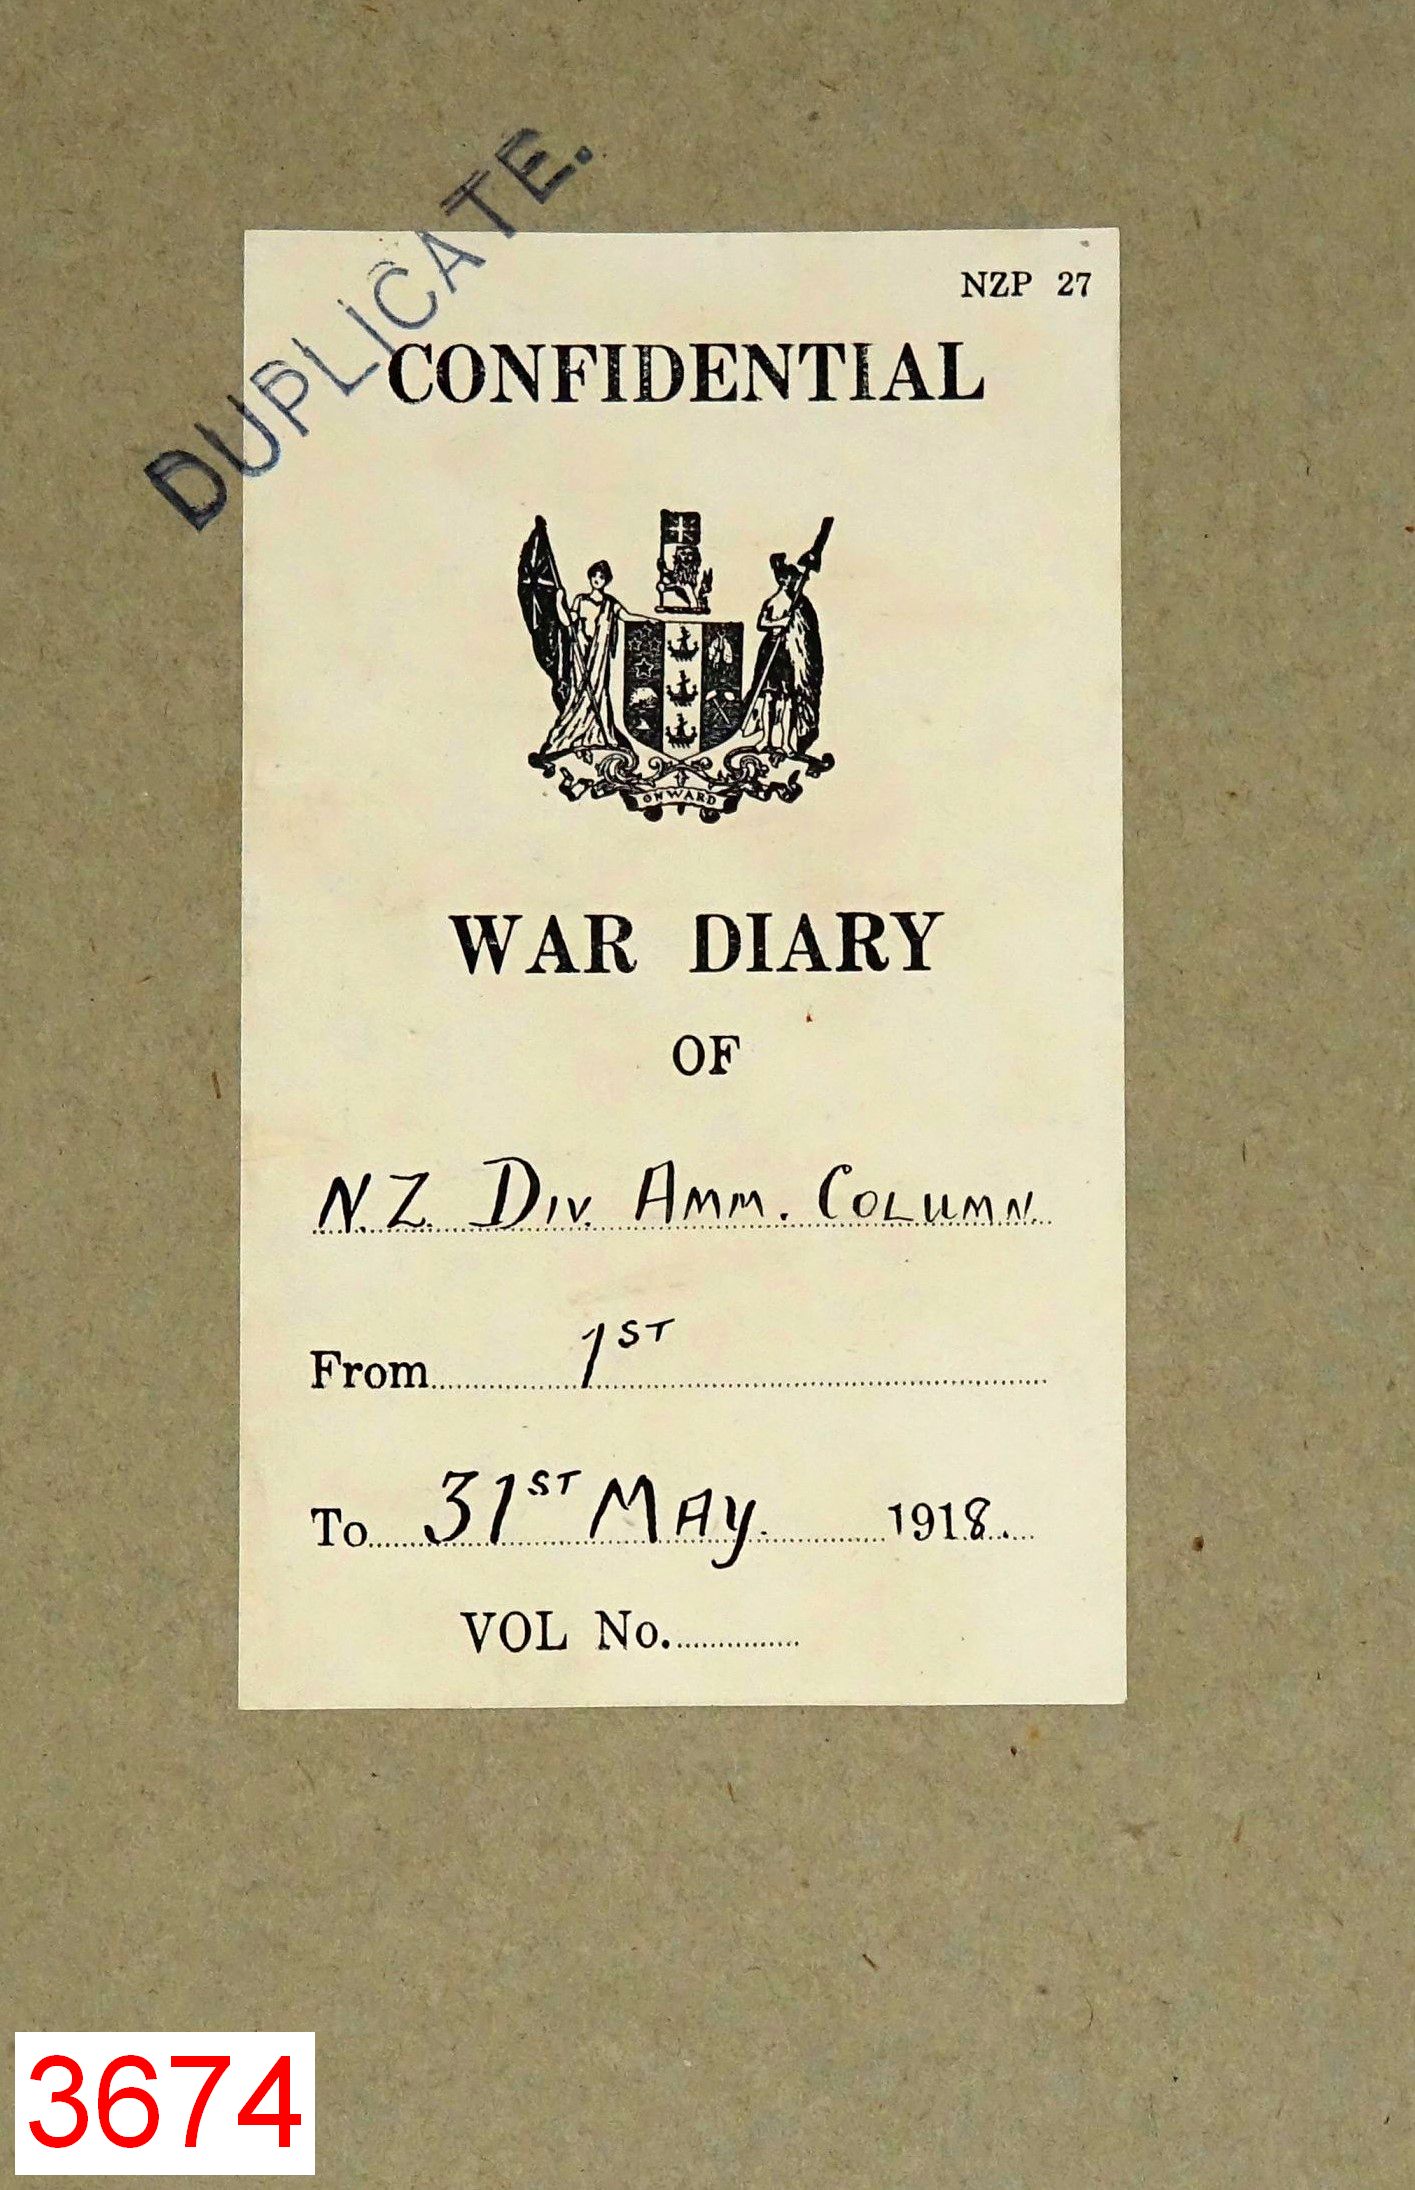 DUPLICATE.
NZP 27
CONFIDENTIAL
ONWARD
WAR DIARY
OF
N.Z. DIV. AMM. COLUMN.
From 1ST
To 31ST MAY. 1918.
VOL No.
3674